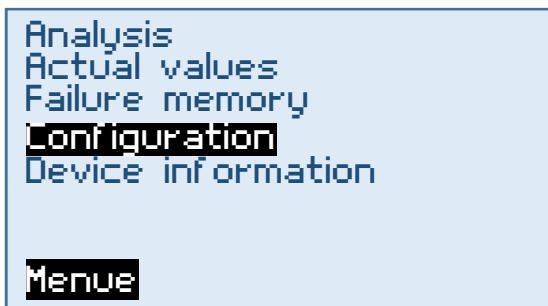 Analysis
Actual values
Failure memory
Configuration
Device information
Menue